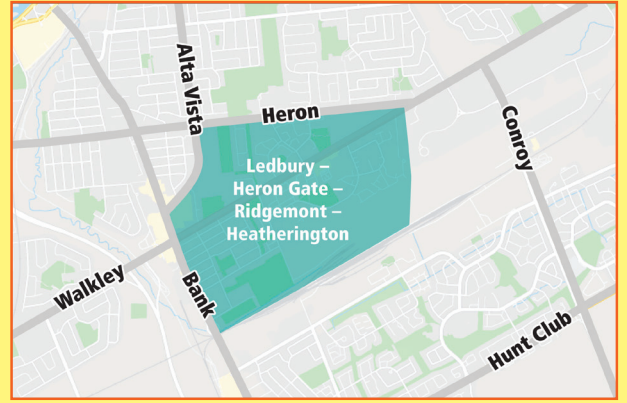 Alta Vista
Heron
Conroy
Ledbury –
Heron Gate –
Ridgemont –
Heatherington
Walkley
Bank
Hunt Club